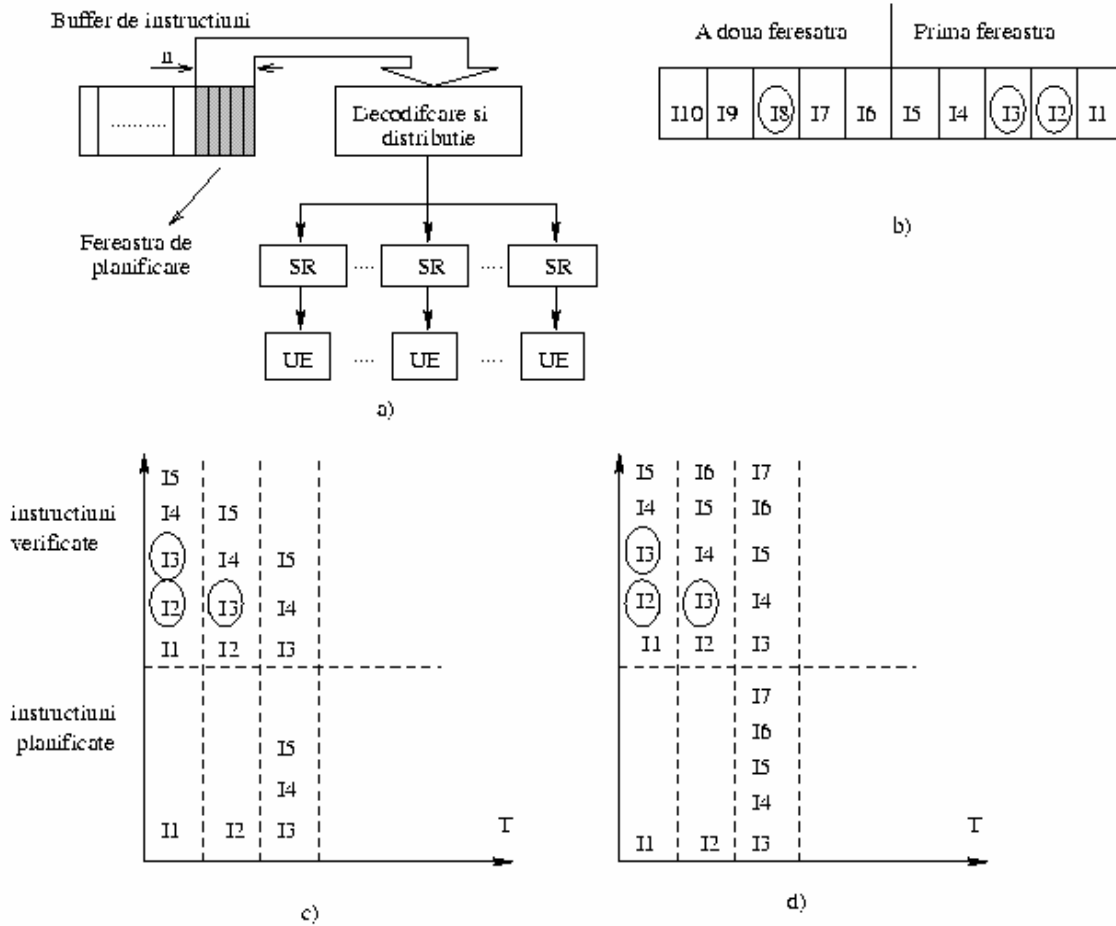 Buffer de instructiuni
n
..........
Decodifcare si
distributie
Fereastra de
planificare
SR .... SR .... SR
UE .... UE .... UE
a)
A doua feresatra Prima fereastra
I10 I9 I8 I7 I6 I5 I4 I3 I2 I1
b)
instructiuni
verificate
instructiuni
planificate
I5
I4 I5
I3 I4 I5
I2 I3 I4
I1 I2 I3
I5
I4
I1 I2 I3
T
c)
I5 I6 I7
I4 I5 I6
I3 I4 I5
I2 I3 I4
I1 I2 I3
I7
I6
I5
I4
I1 I2 I3
T
d)